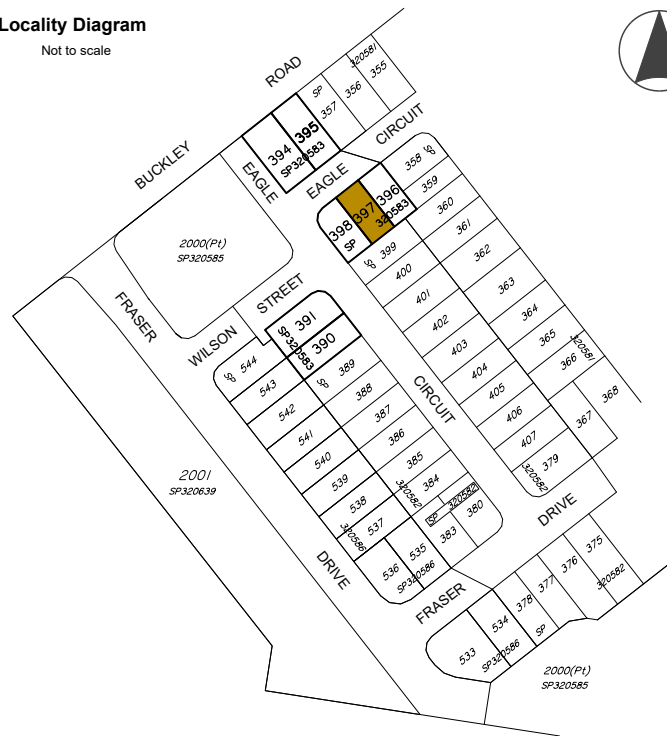 Locality Diagram
Not to scale
BUCKLEY
ROAD
SP
320581
357
356
355
394
395
SP320583
EAGLE
EAGLE
CIRCUIT
398
397
396
SP
320583
358
SP
359
360
361
362
363
364
365
366
320581
367
368
SP
399
400
401
402
403
404
405
406
407
379
320582
2000(Pt)
SP320585
FRASER
WILSON
STREET
391
390
SP320583
SP
544
543
542
541
540
539
538
537
320586
536
535
SP320586
SP
389
388
387
386
385
384
320582
SP
320582
383
380
CIRCUIT
2001
SP320639
DRIVE
FRASER
DRIVE
533
534
SP320586
378
377
376
375
SP
320582
2000(Pt)
SP320585